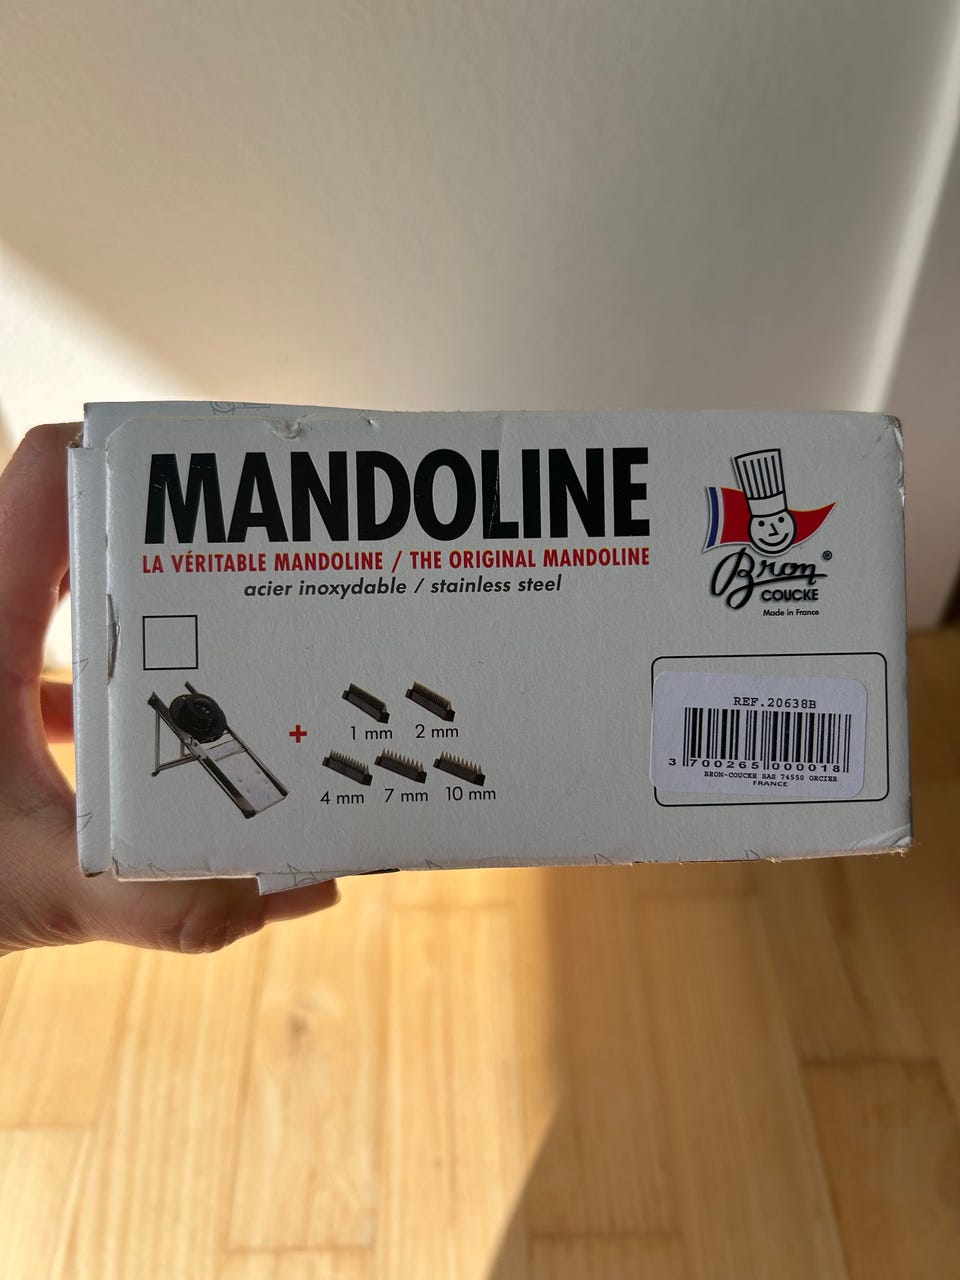 MANDOLINE
LA VÉRITABLE MANDOLINE / THE ORIGINAL MANDOLINE
acier inoxydable / stainless steel
Bron®
COUCKE
Made in France
+
1 mm 2 mm
4 mm 7 mm 10 mm
REF.20638B
3 700265 000018
BRON-COUCKE SAS 74550 ORCIER
FRANCE